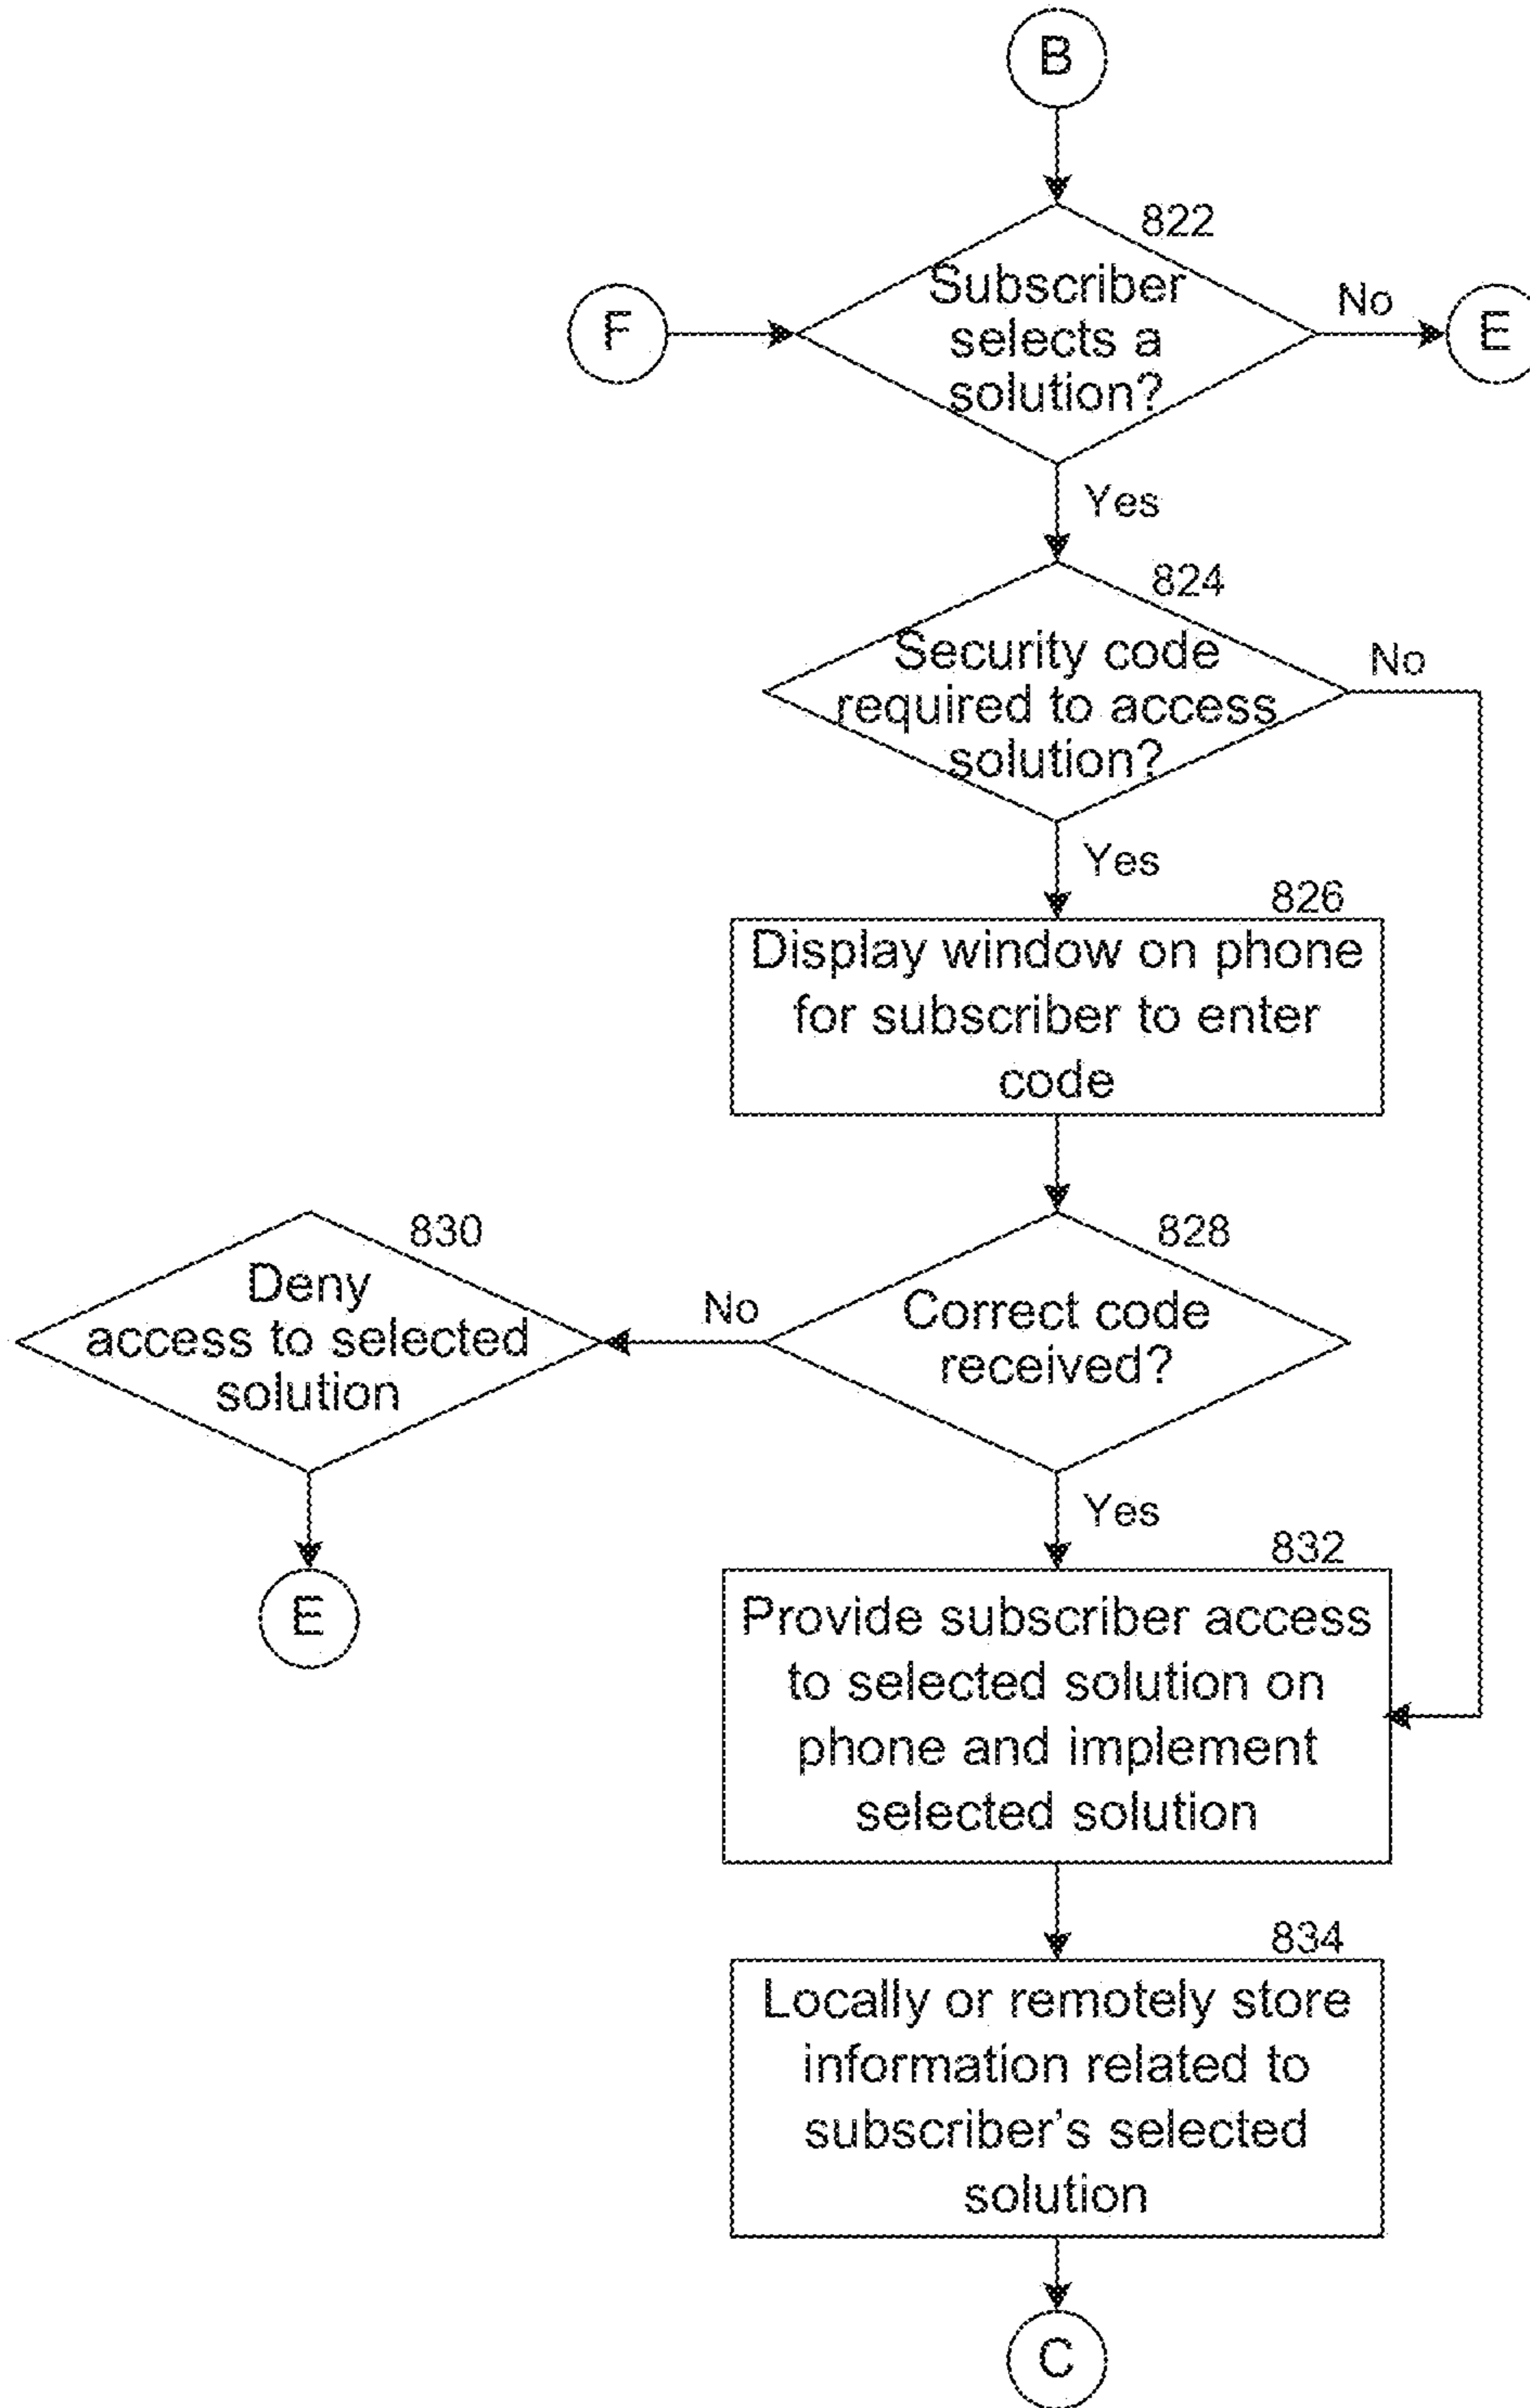 B
822
Subscriber
selects a
solution?
F
No
E
Yes
824
Security code
required to access
solution?
No
Yes
826
Display window on phone
for subscriber to enter
code
830
Deny
access to selected
solution
No
828
Correct code
received?
Yes
E
832
Provide subscriber access
to selected solution on
phone and implement
selected solution
834
Locally or remotely store
information related to
subscriber's selected
solution
C